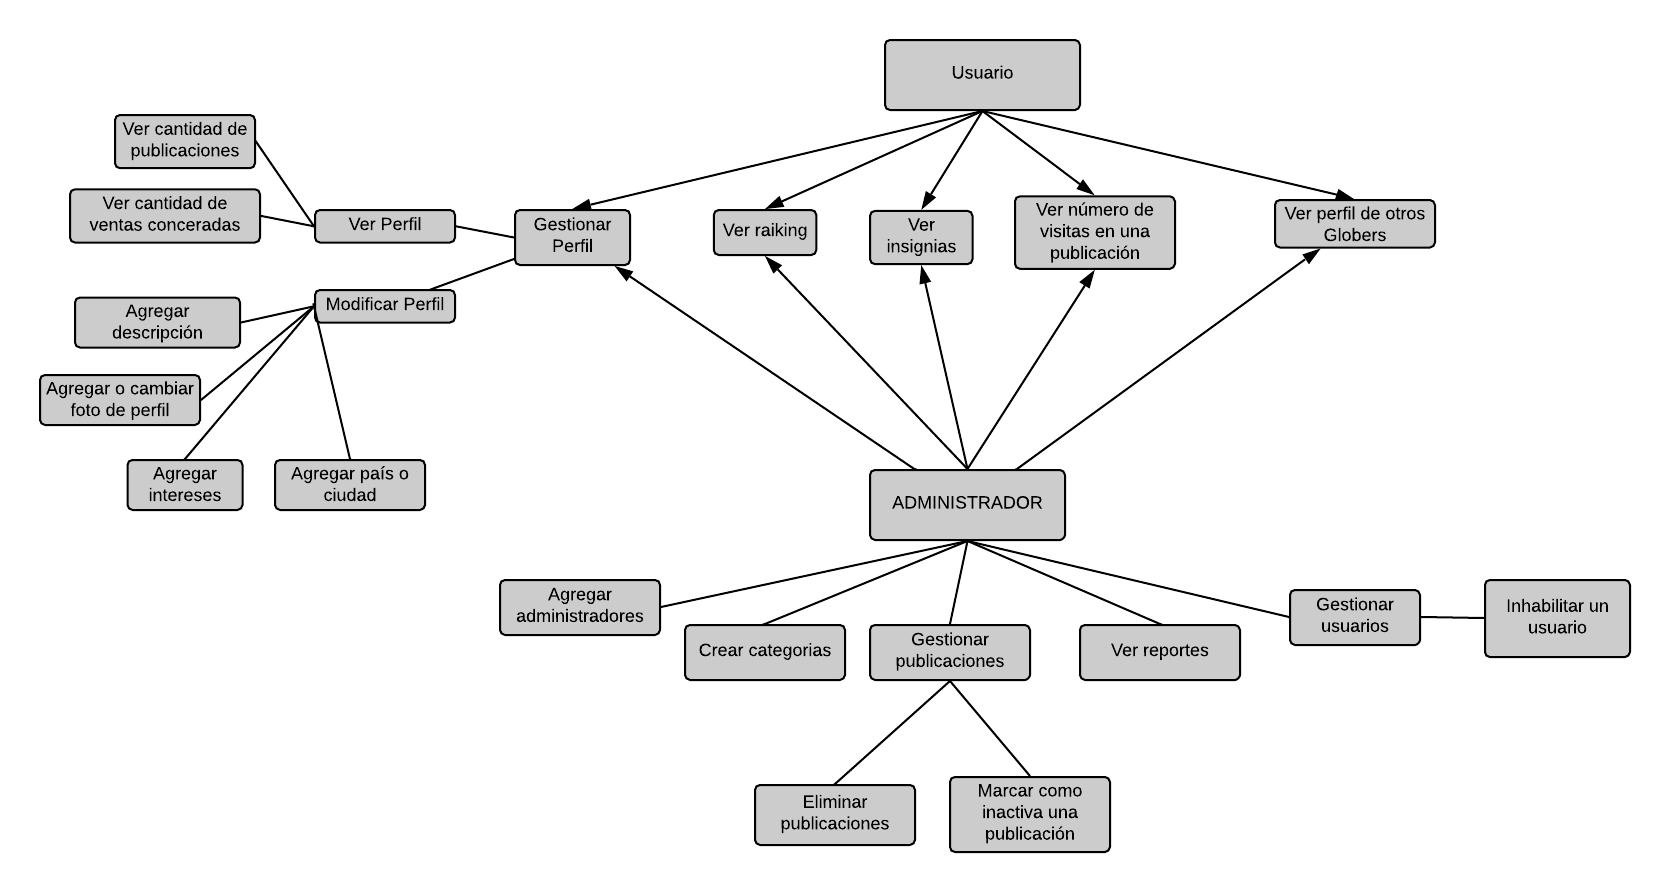 Usuario
Ver cantidad de
publicaciones
Ver cantidad de
ventas conceradas
Ver Perfil
Gestionar
Perfil
Ver raiking
Ver
insignias
Ver número de
visitas en una
publicación
Ver perfil de otros
Globers
Modificar Perfil
Agregar
descripción
Agregar o cambiar
foto de perfil
Agregar
intereses
Agregar país o
ciudad
ADMINISTRADOR
Agregar
administradores
Crear categorias
Gestionar
publicaciones
Ver reportes
Gestionar
usuarios
Inhabilitar un
usuario
Eliminar
publicaciones
Marcar como
inactiva una
publicación